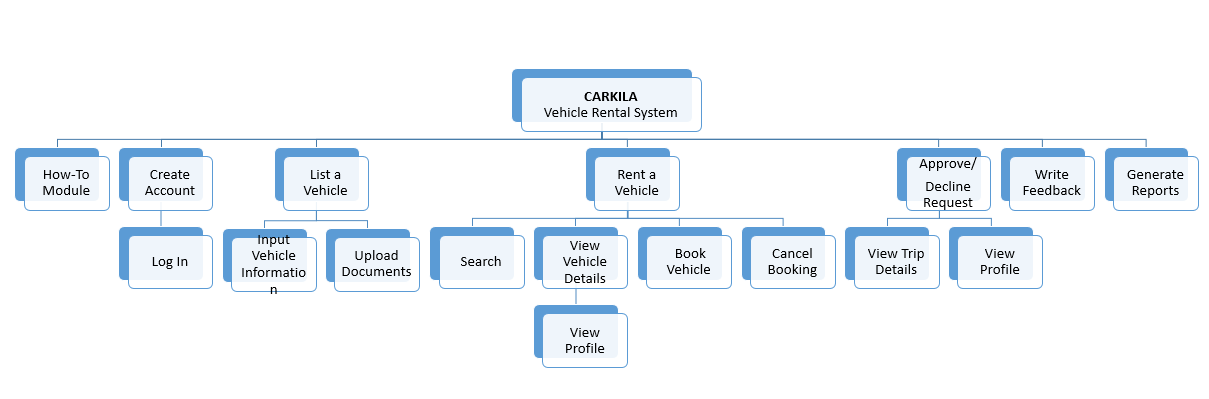 CARKILA
Vehicle Rental System
How-To
Module
Create
Account
List a
Vehicle
Rent a
Vehicle
Approve/
Decline
Request
Write
Feedback
Generate
Reports
Log In
Input
Vehicle
Informatio
n
Upload
Documents
Search
View
Vehicle
Details
Book
Vehicle
Cancel
Booking
View Trip
Details
View
Profile
View
Profile